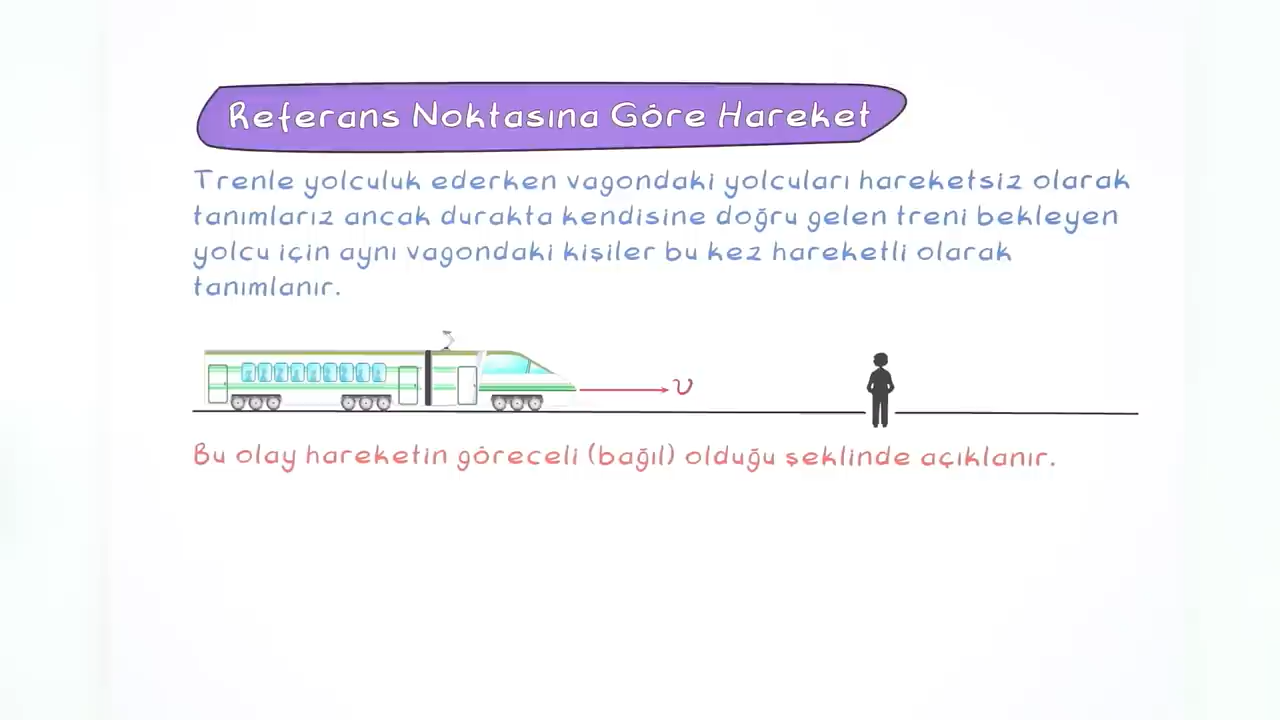 Referans Noktasına Göre Hareket
Trenle yolculuk ederken vagondaki yolcuları hareketsiz olarak
tanımlarız ancak durakta kendisine doğru gelen treni bekleyen
yolcu için aynı vagondaki kişiler bu kez hareketli olarak
tanımlanır.
v
Bu olay hareketin göreceli (bağıl) olduğu şeklinde açıklanır.